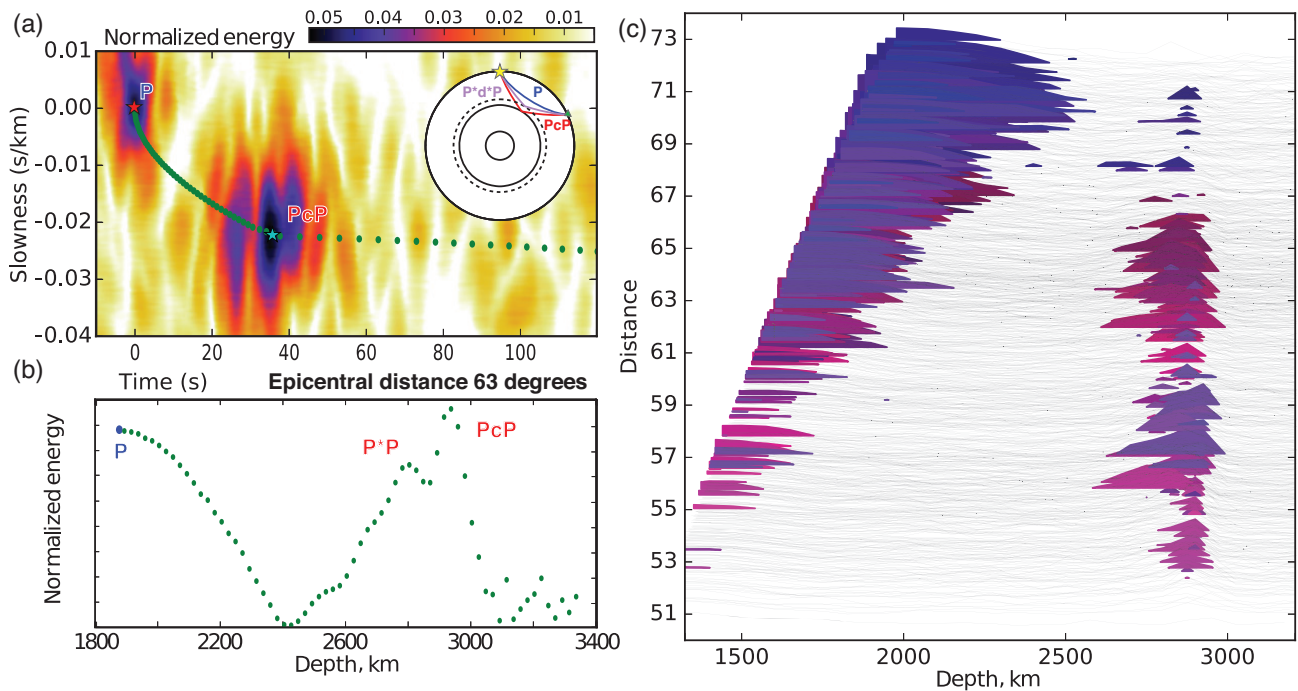 (a)
Normalized energy
0.05 0.04 0.03 0.02 0.01
Slowness (s/km)
0.01
0.00
-0.01
-0.02
-0.03
-0.04
P
PcP
P*d*P
P
PcP
0 20 40 60 80 100
Time (s)
Epicentral distance 63 degrees
(b)
Normalized energy
P
P*P
PcP
1800 2200 2600 3000 3400
Depth, km
(c)
Distance
73
71
69
67
65
63
61
59
57
55
53
51
1500 2000 2500 3000
Depth, km